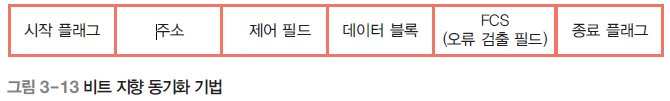 시작 플래그
주소
제어 필드
데이터 블록
FCS
(오류 검출 필드)
종료 플래그
그림 3-13 비트 지향 동기화 기법